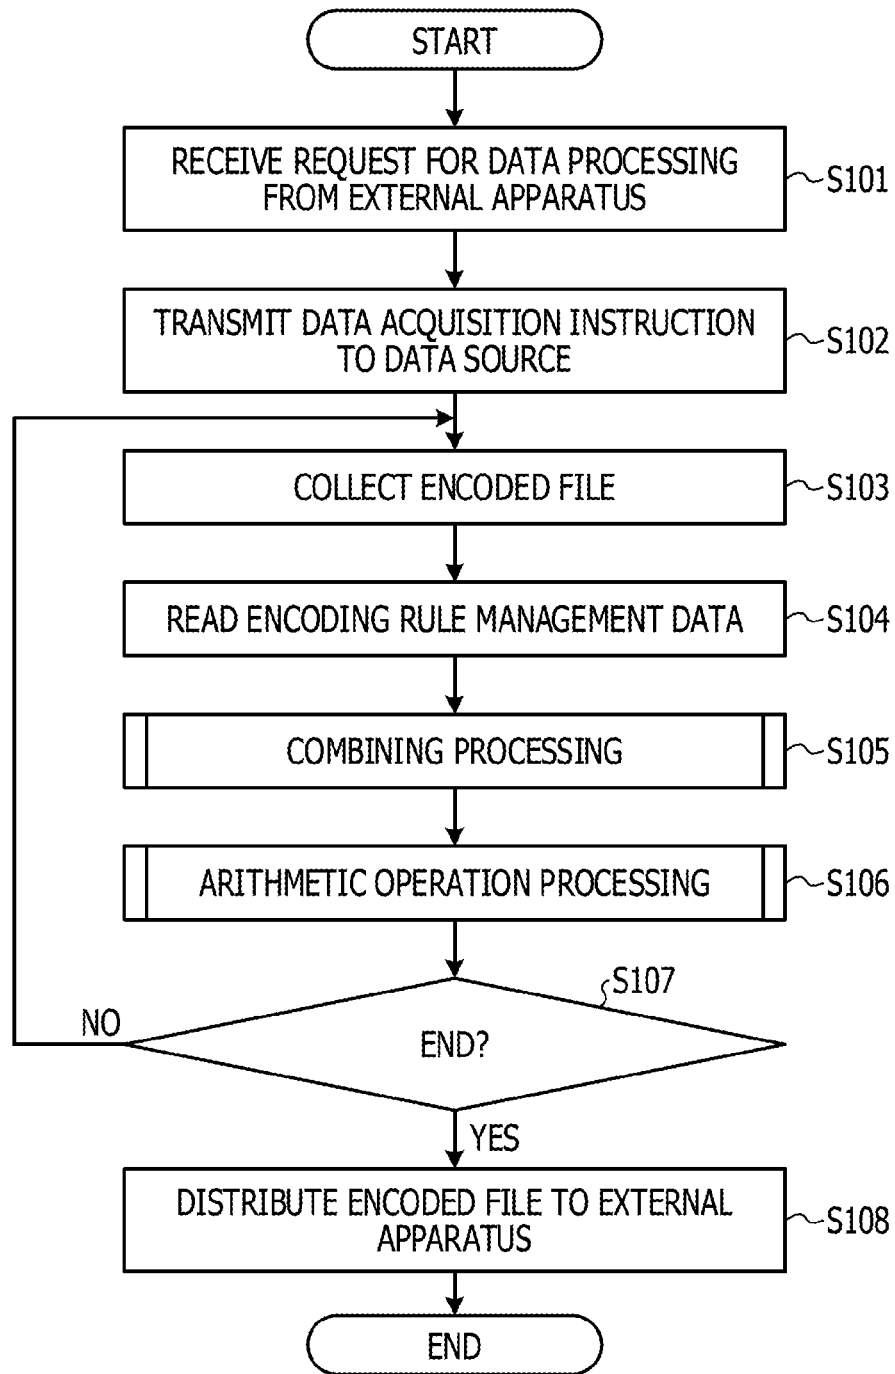 START
RECEIVE REQUEST FOR DATA PROCESSING
FROM EXTERNAL APPARATUS
S101
TRANSMIT DATA ACQUISITION INSTRUCTION
TO DATA SOURCE
S102
COLLECT ENCODED FILE
S103
READ ENCODING RULE MANAGEMENT DATA
S104
COMBINING PROCESSING
S105
ARITHMETIC OPERATION PROCESSING
S106
S107
NO
END?
YES
DISTRIBUTE ENCODED FILE TO EXTERNAL
APPARATUS
S108
END